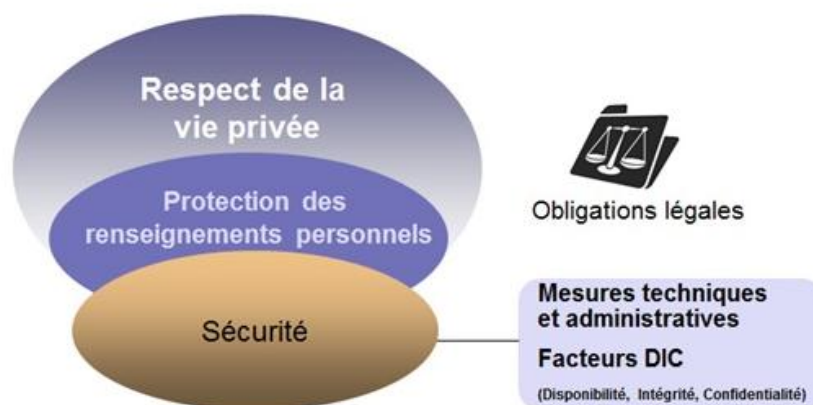 Respect de la
vie privée
Protection des
renseignements personnels
Sécurité
Obligations légales
Mesures techniques
et administratives
Facteurs DIC
(Disponibilité, Intégrité, Confidentialité)